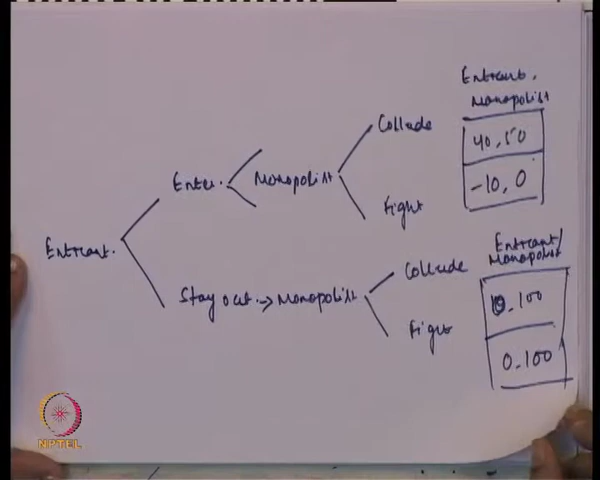 Entrant.
Monopolist
Collude
40, 50
Enter.
Monopolist
-10, 0
Fight
Entrant.
Entrant/
Monopolist
Collude
Stay out. → Monopolist
0.100
Fight
0.100
NPTEL